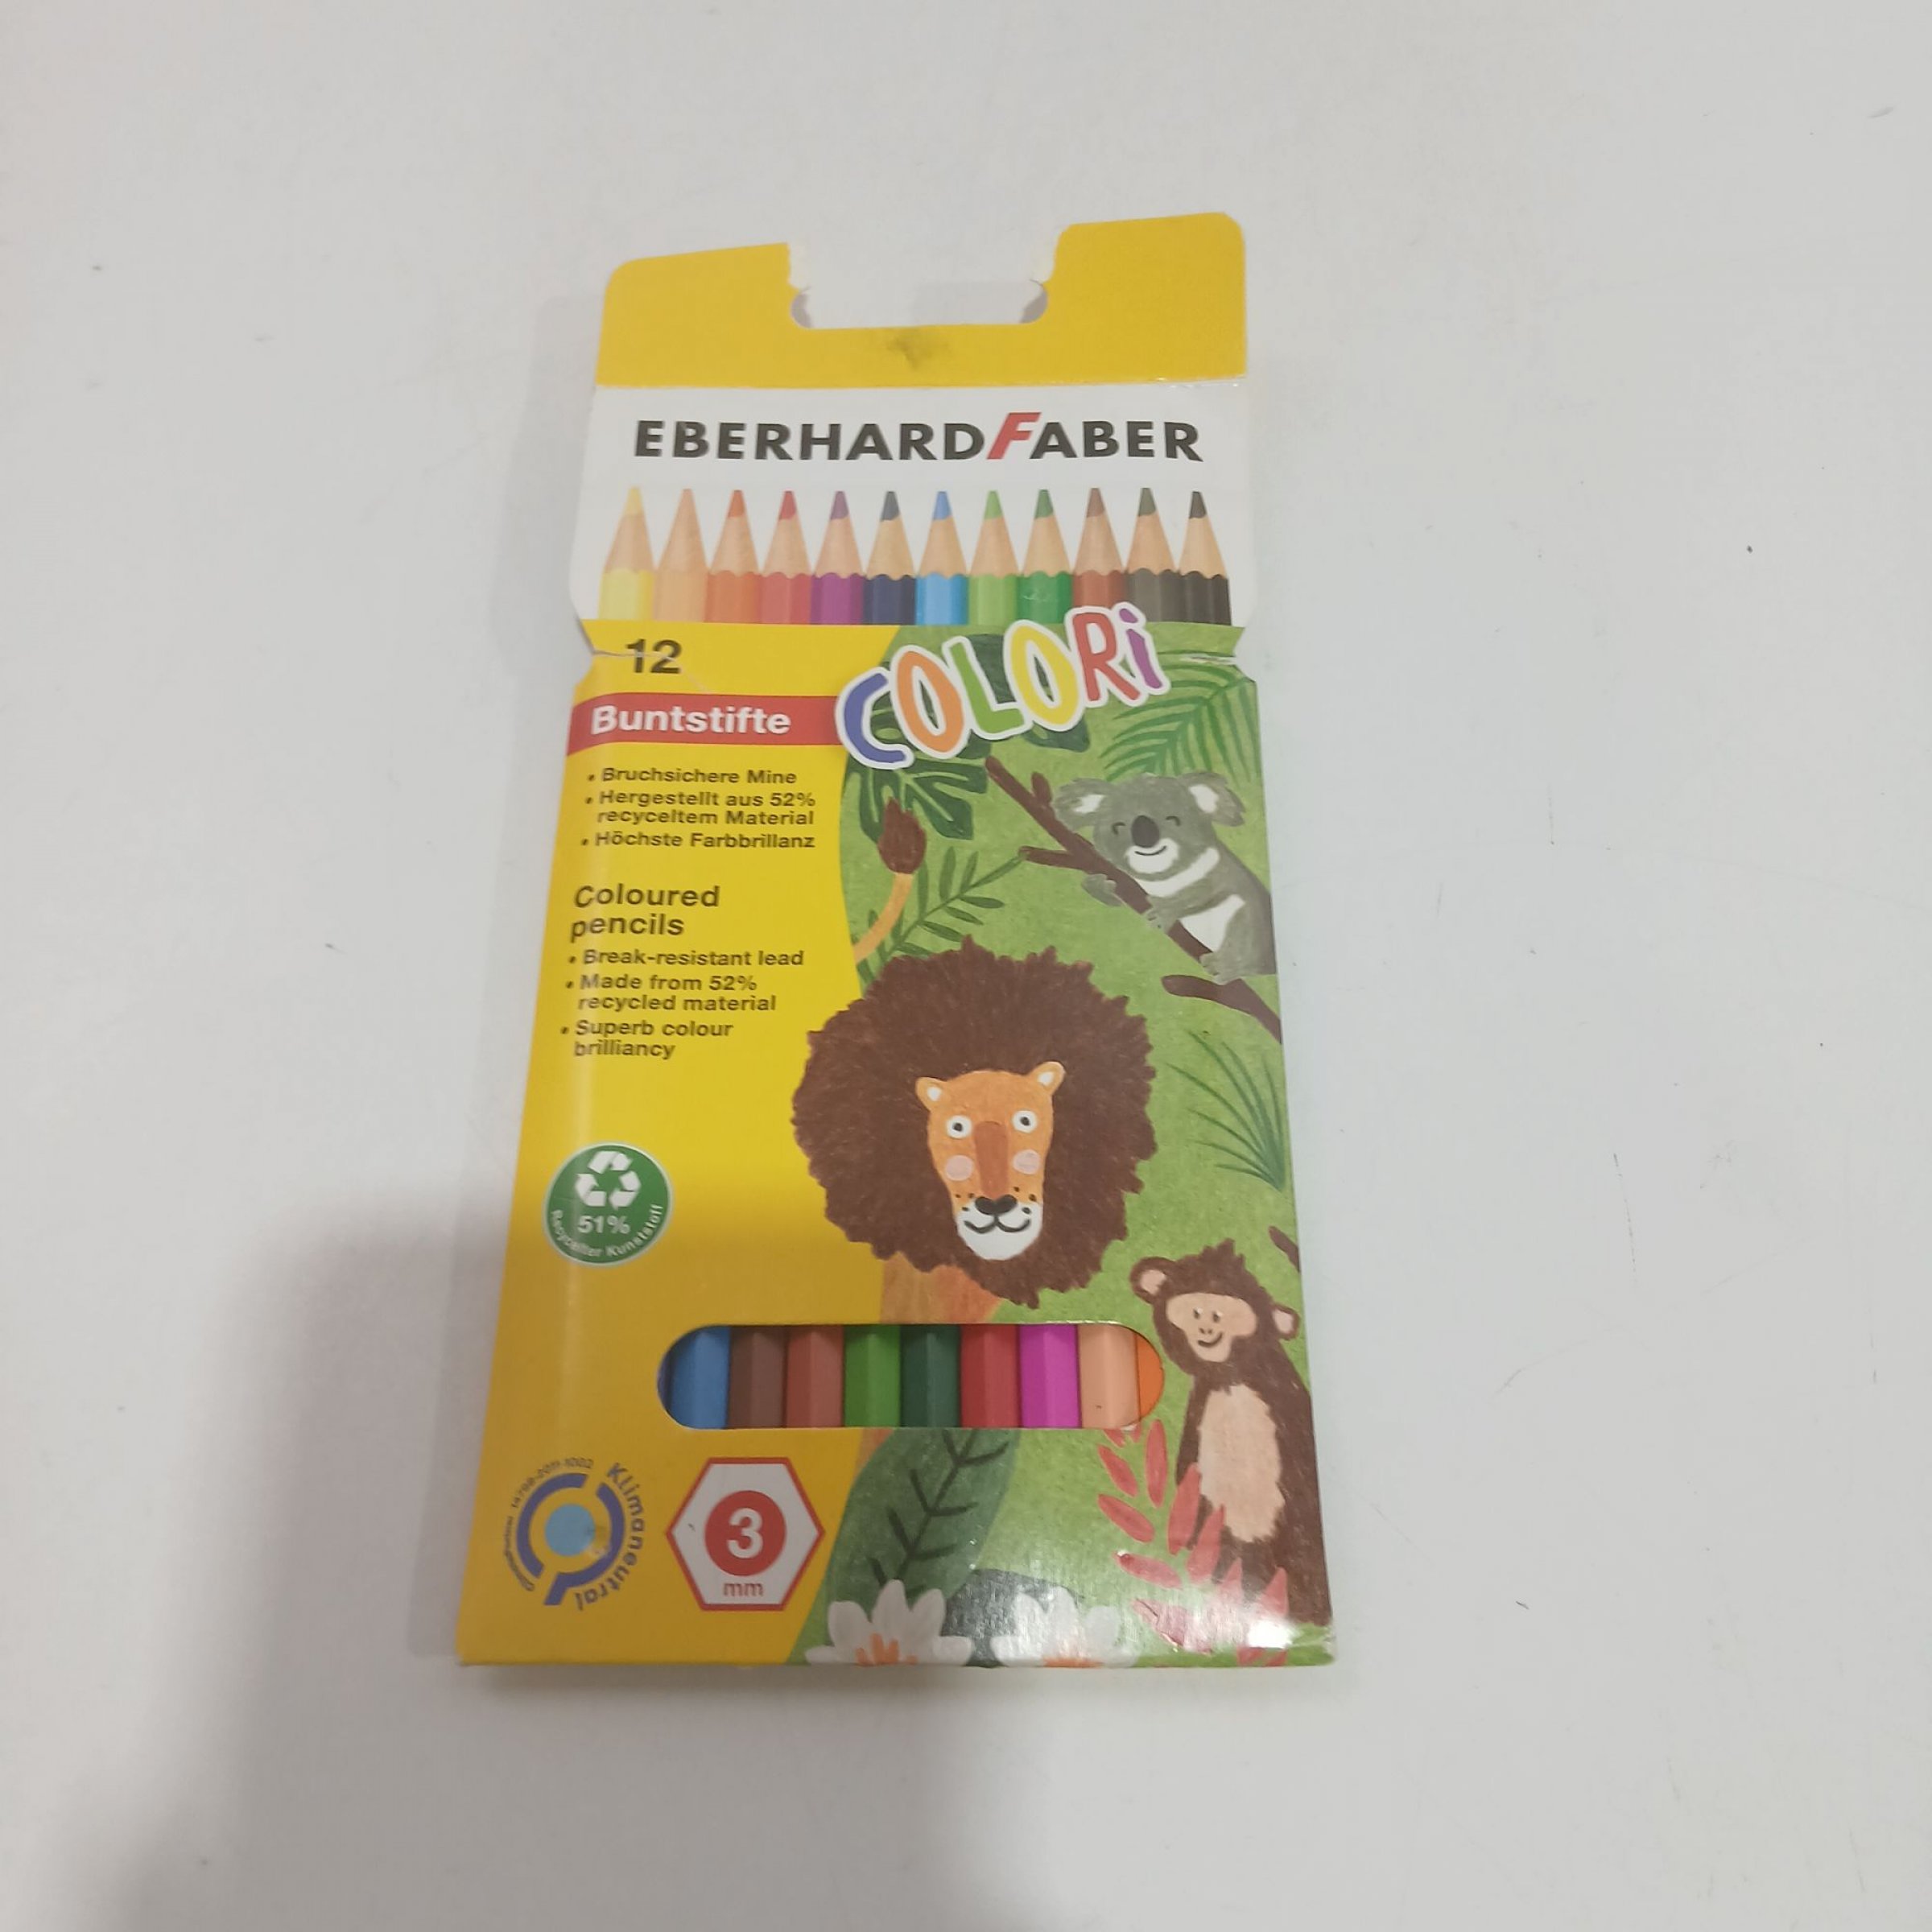 EBERHARDFABER
12
COLORi
Buntstifte
• Bruchsichere Mine
• Hergestellt aus 52%
recyceltem Material
• Höchste Farbbrillanz
Coloured
pencils
• Break-resistant lead
• Made from 52%
recycled material
• Superb colour
brilliancy
51%
Recycelter Kunststoff
Klimaneutral
3
mm